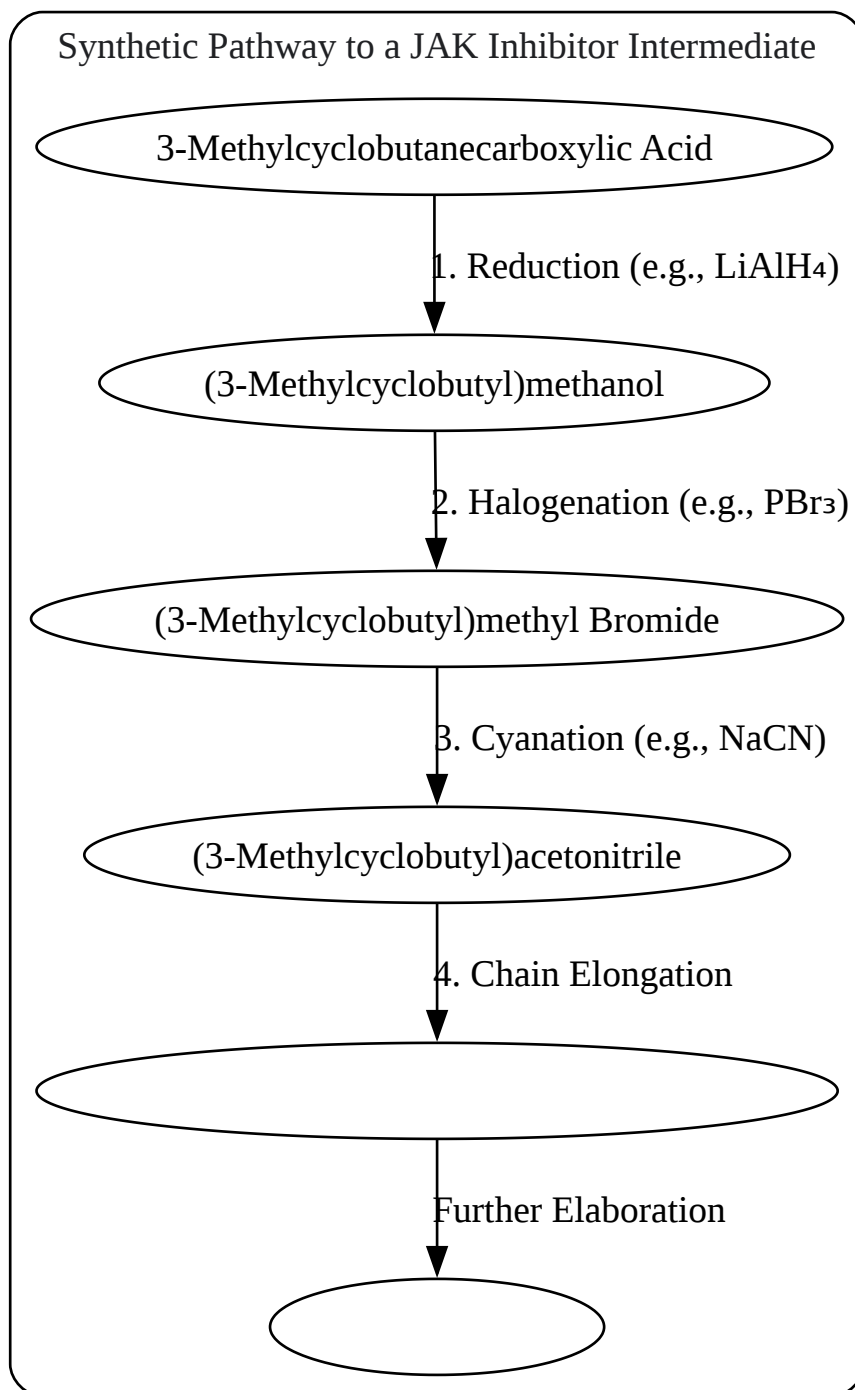 Synthetic Pathway to a JAK Inhibitor Intermediate
3-Methylcyclobutanecarboxylic Acid
1. Reduction (e.g., LiAlH₄)
(3-Methylcyclobutyl)methanol
2. Halogenation (e.g., PBr₃)
(3-Methylcyclobutyl)methyl Bromide
3. Cyanation (e.g., NaCN)
(3-Methylcyclobutyl)acetonitrile
4. Chain Elongation
Further Elaboration